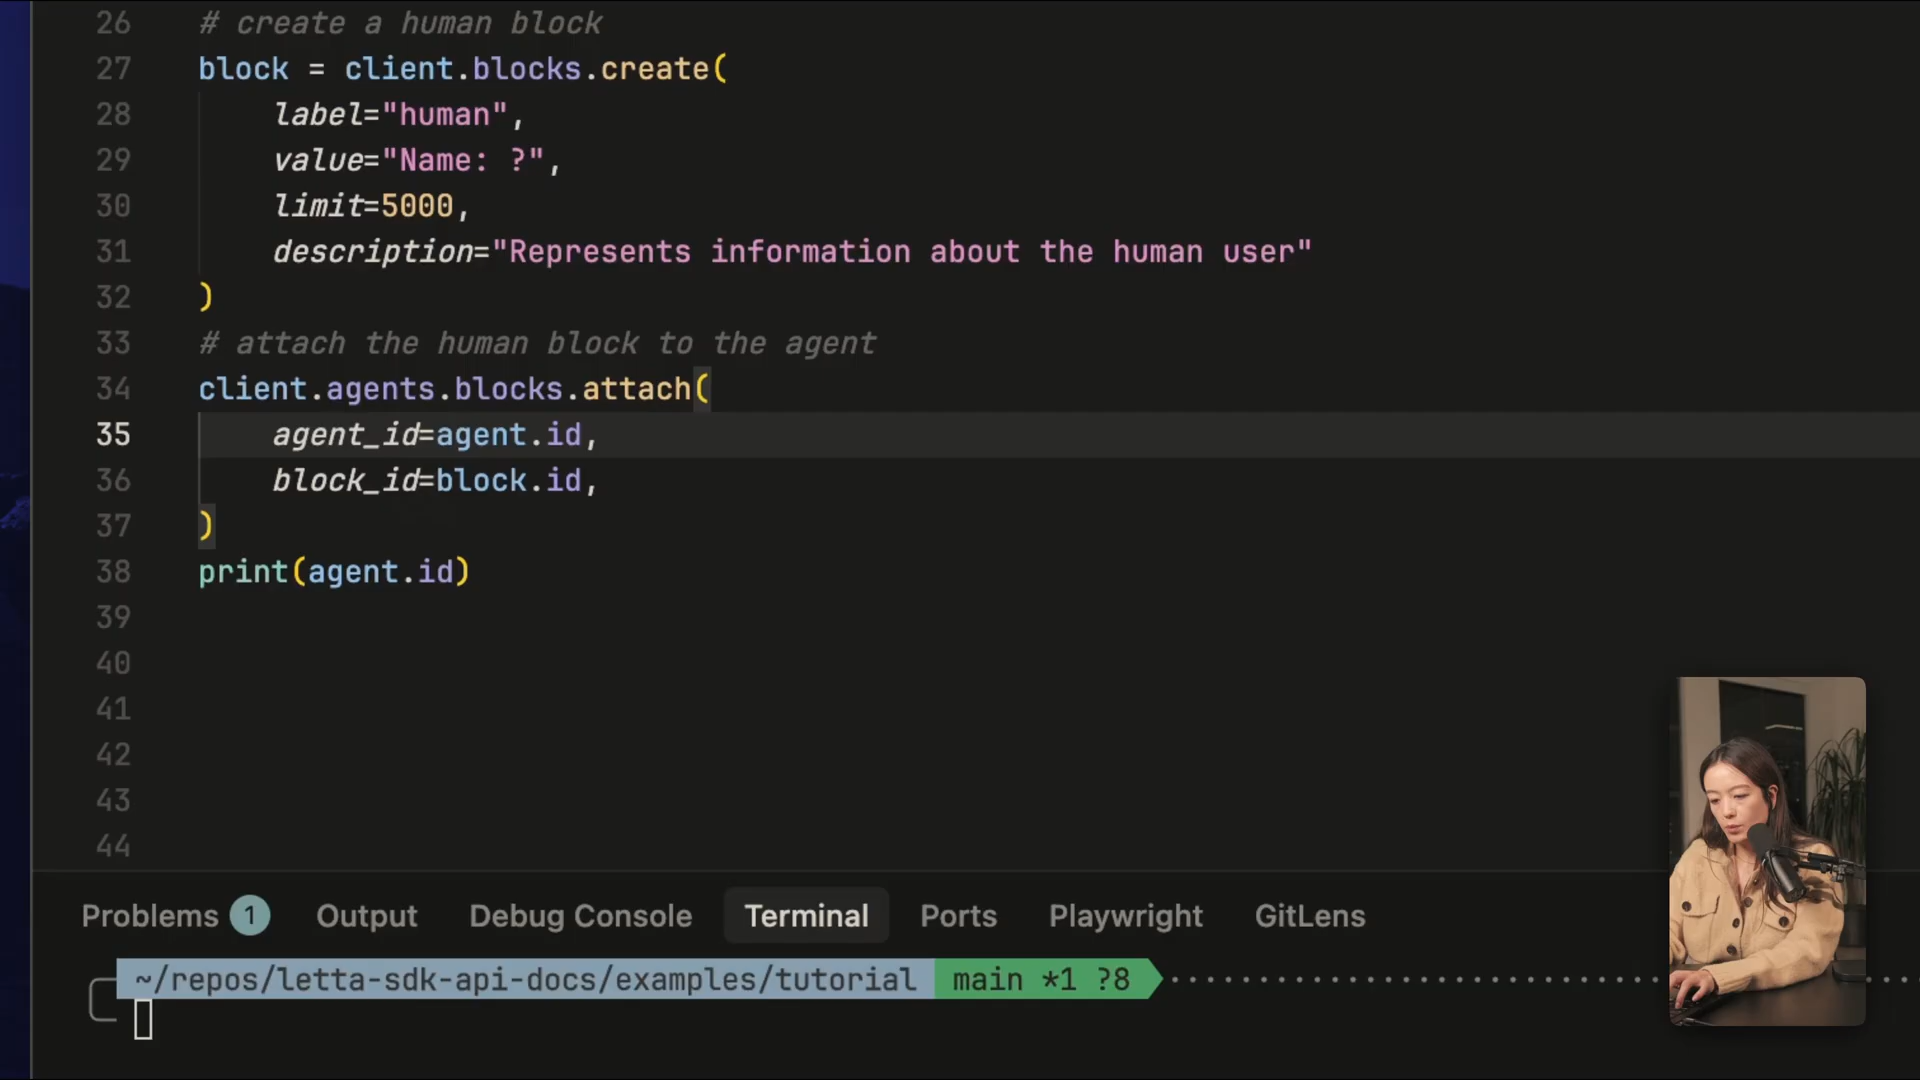 26 # create a human block
27 block = client.blocks.create(
28 label="human",
29 value="Name: ?",
30 limit=5000,
31 description="Represents information about the human user"
32 )
33 # attach the human block to the agent
34 client.agents.blocks.attach(
35 agent_id=agent.id,
36 block_id=block.id,
37 )
38 print(agent.id)
39
40
41
42
43
44
Problems 1 Output Debug Console Terminal Ports Playwright GitLens
~/repos/letta-sdk-api-docs/examples/tutorial main *1 ?8